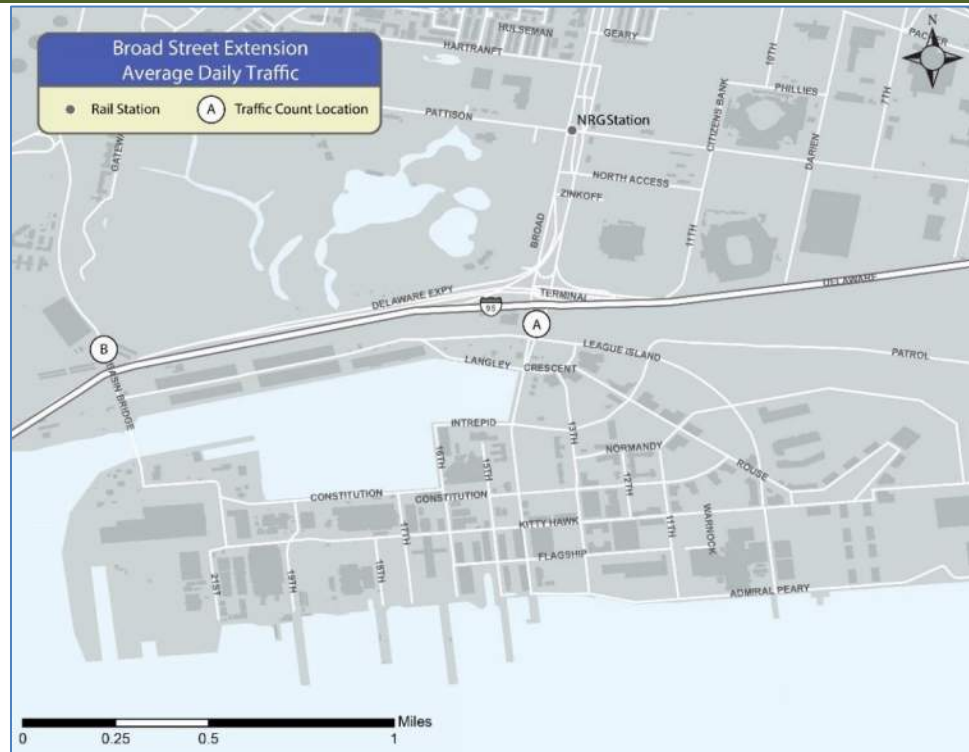 Broad Street Extension
Average Daily Traffic
Rail Station
A Traffic Count Location
N
HULSEMAN
GEARY
HARTRANFT
PACKER
10TH
7TH
PHILLIES
PATTISON
NRGStation
CITIZENS BANK
DARIEN
NORTH ACCESS
ZINKOFF
BROAD
11TH
DELAWARE
DELAWARE EXPY
TERMINAL
95
A
B
LEAGUE ISLAND
PATROL
LANGLEY
CRESCENT
BASIN BRIDGE
INTREPID
13TH
NORMANDY
16TH
15TH
12TH
ROUSE
CONSTITUTION
CONSTITUTION
17TH
KITTY HAWK
11TH
WARNOCK
FLAGSHIP
21ST
19TH
18TH
ADMIRAL PEARY
Miles
0 0.25 0.5 1